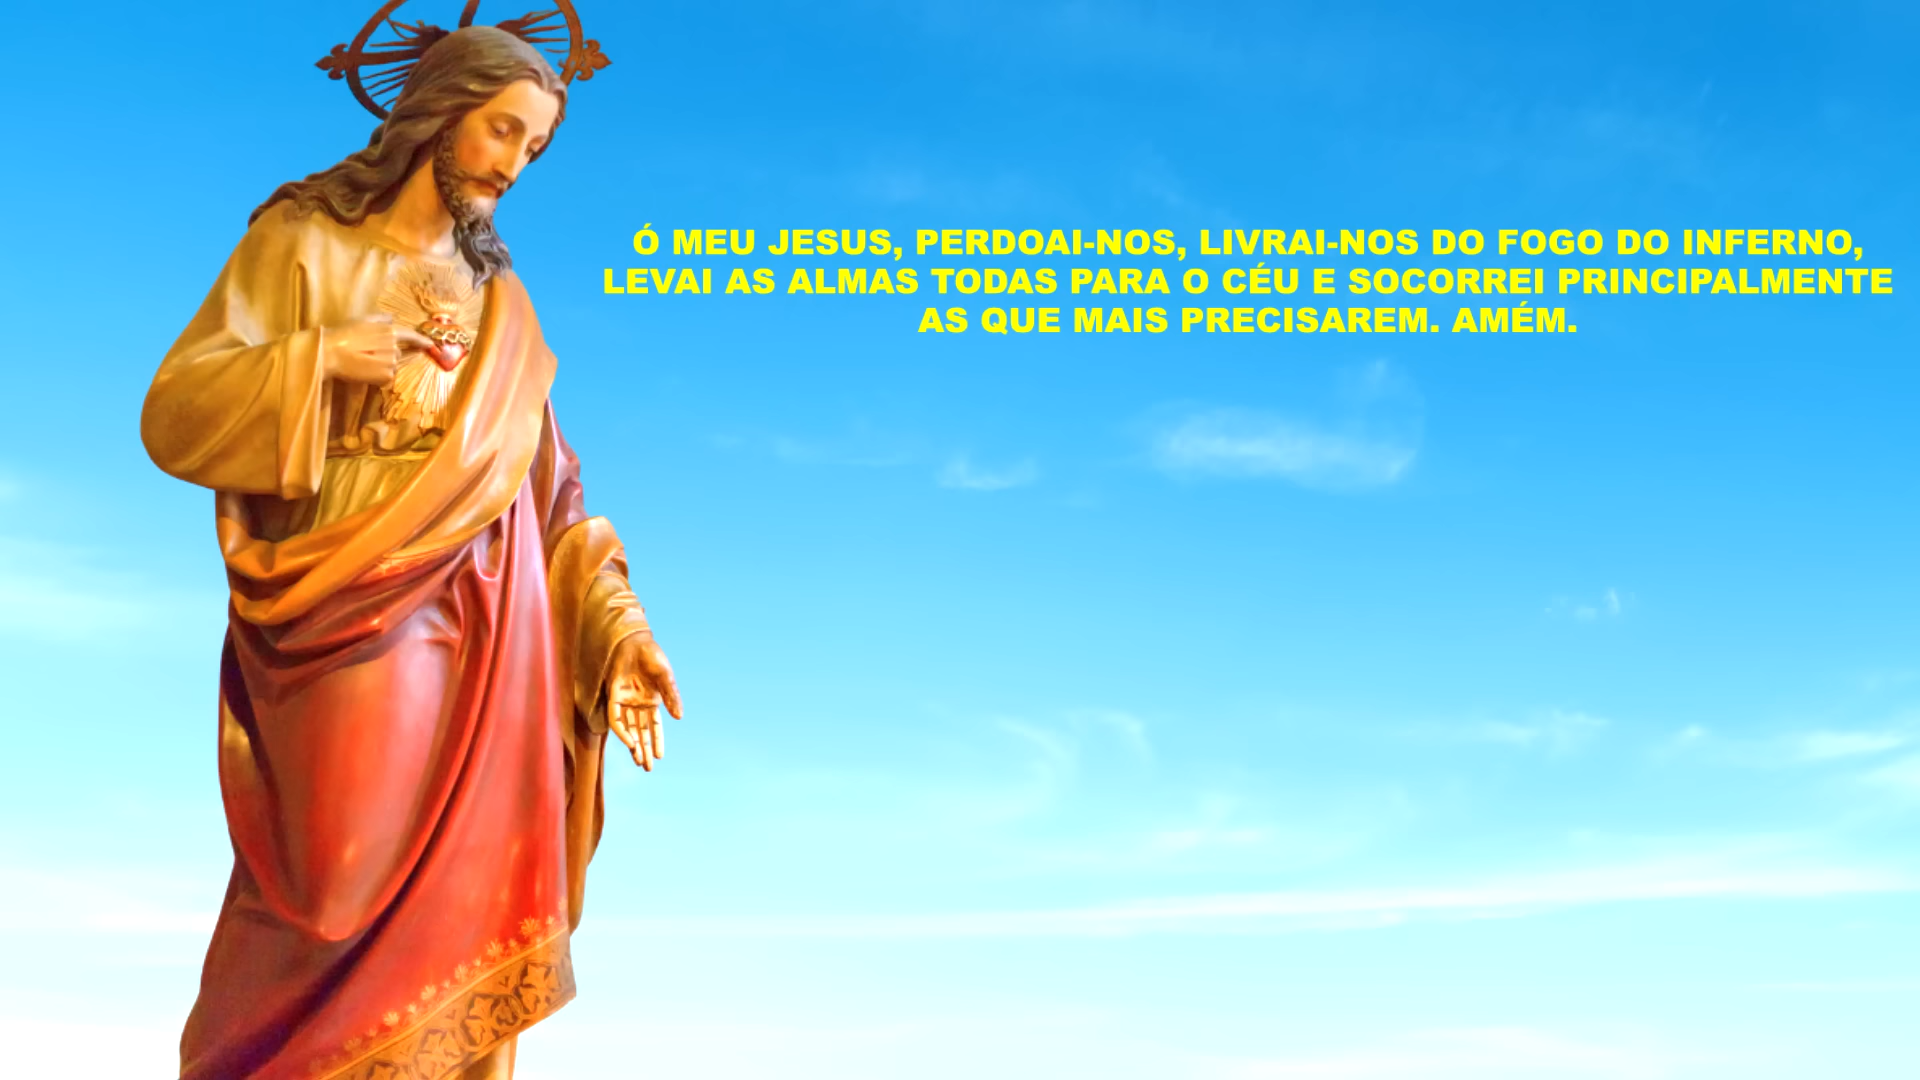 Ó MEU JESUS, PERDOAI-NOS, LIVRAI-NOS DO FOGO DO INFERNO,
LEVAI AS ALMAS TODAS PARA O CÉU E SOCORREI PRINCIPALMENTE
AS QUE MAIS PRECISAREM. AMÉM.